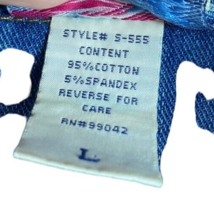 STYLE# S-555
CONTENT
95%COTTON
5%SPANDEX
REVERSE FOR
CARE
RN#99042
L